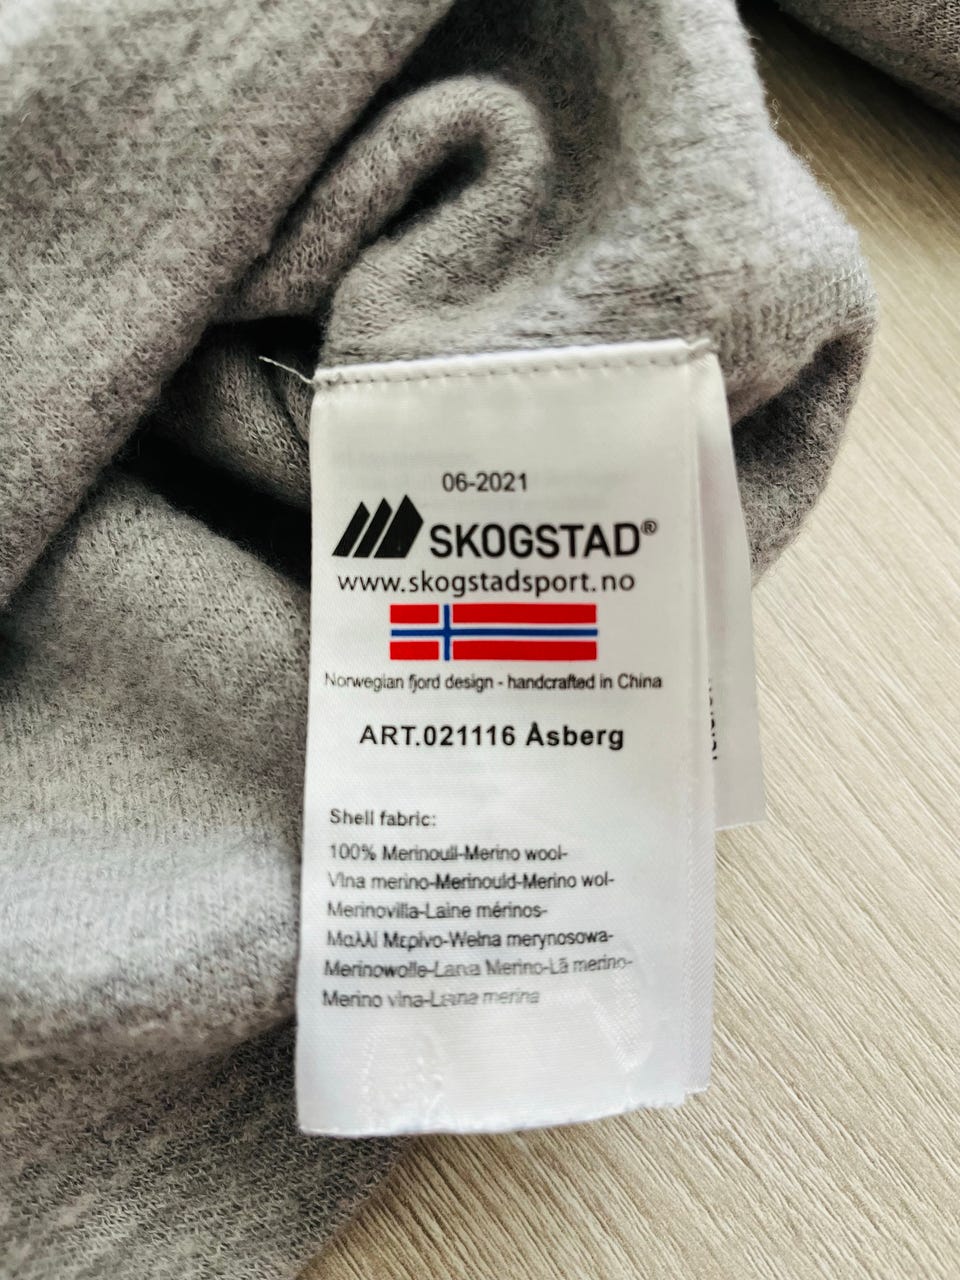 06-2021
SKOGSTAD®
www.skogstadsport.no
Norwegian fjord design - handcrafted in China
ART.021116 Åsberg
Shell fabric:
100% Merinoull-Merino wool-
Vlna merino-Merinould-Merino wol-
Merinovilla-Laine mérinos-
Μαλλί Μερίνο-Wełna merynosowa-
Merinowolle-Lana Merino-Lã merino-
Merino vlna-Lana merina